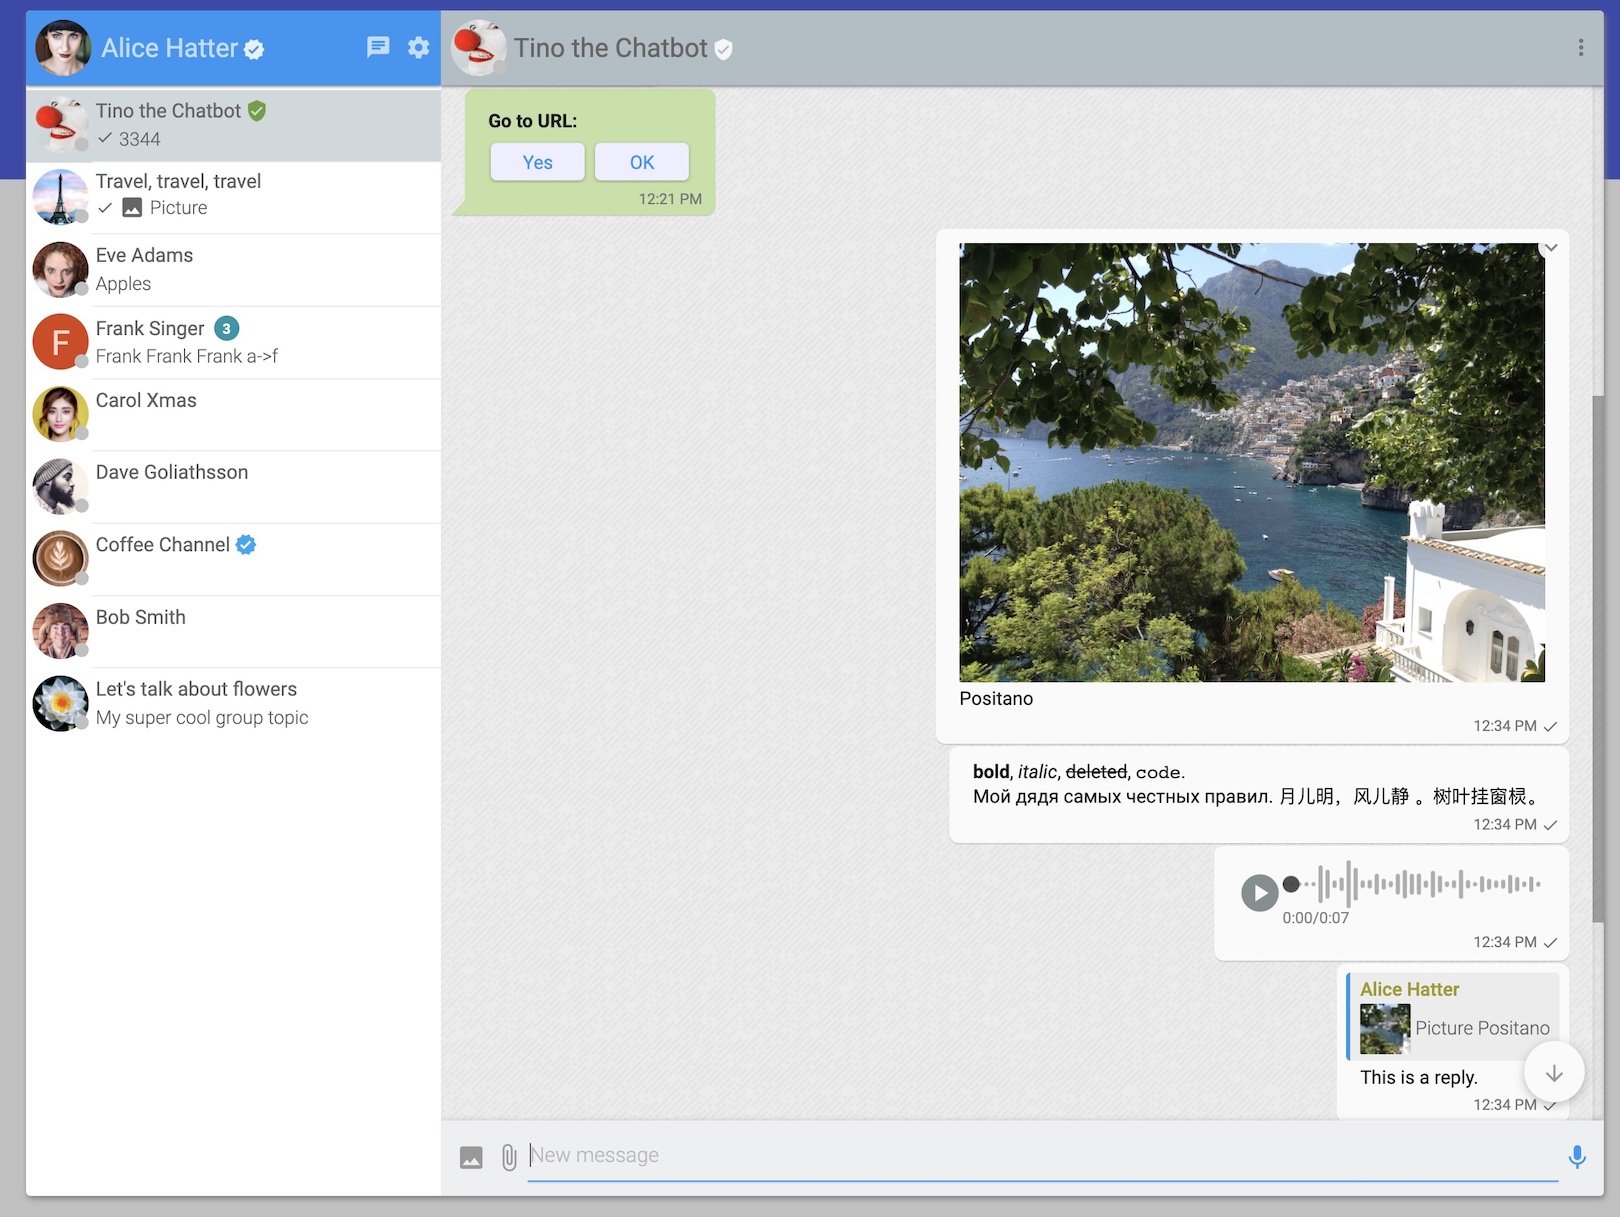 Alice Hatter
Tino the Chatbot
3344
Travel, travel, travel
Picture
Eve Adams
Apples
Frank Singer 3
Frank Frank Frank a->f
F
Carol Xmas
Dave Goliathsson
Coffee Channel
Bob Smith
Let's talk about flowers
My super cool group topic
Tino the Chatbot
Go to URL:
Yes OK
12:21 PM
Positano
12:34 PM
bold, italic, deleted, code.
Мой дядя самых честных правил. 月儿明，风儿静 。树叶挂窗棂。
12:34 PM
0:00/0:07
12:34 PM
Alice Hatter
Picture Positano
This is a reply.
12:34 PM
New message